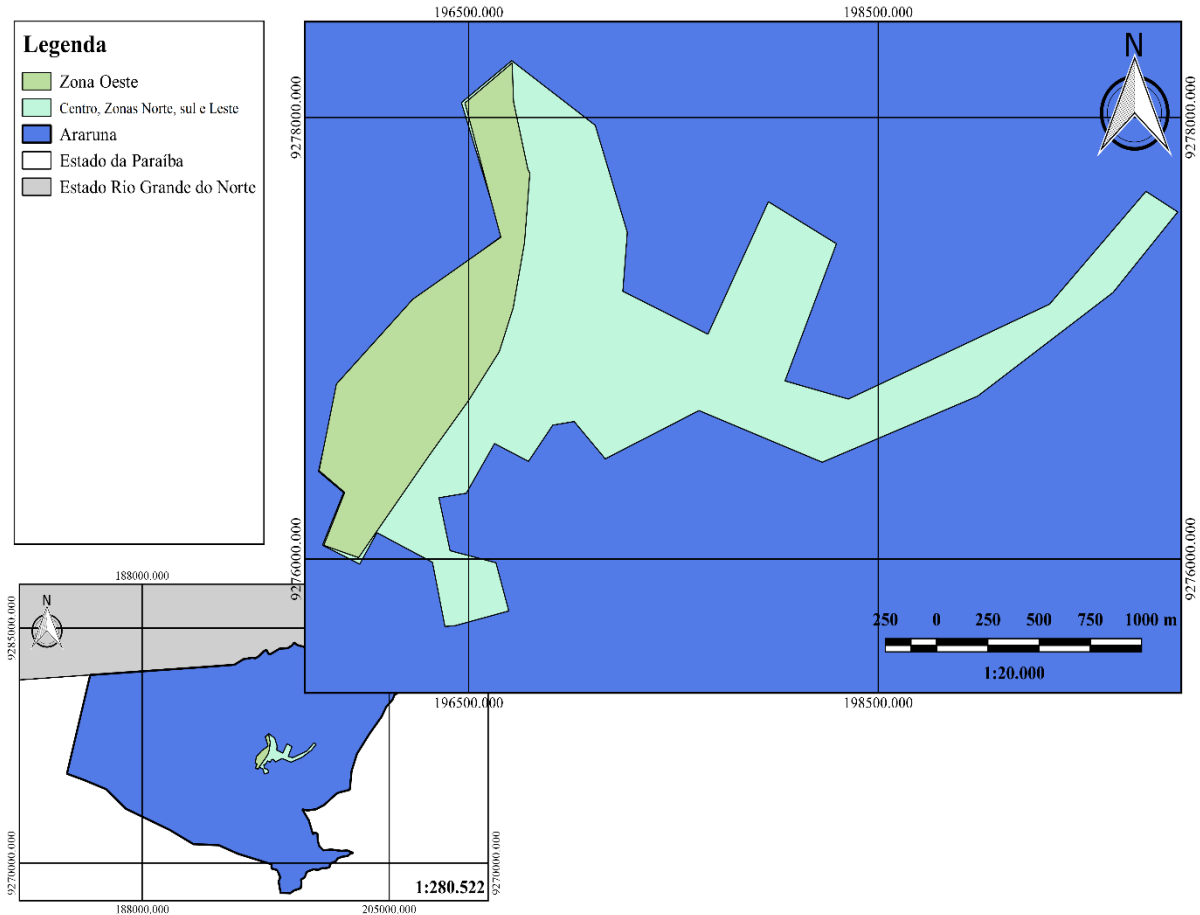 Legenda
Zona Oeste
Centro, Zonas Norte, sul e Leste
Araruna
Estado da Paraíba
Estado Rio Grande do Norte
196500.000
198500.000
N
9278000.000
9278000.000
9276000.000
9276000.000
250 0 250 500 750 1000 m
1:20.000
196500.000
198500.000
188000.000
N
9285000.000
9270000.000
9270000.000
1:280.522
188000.000
205000.000